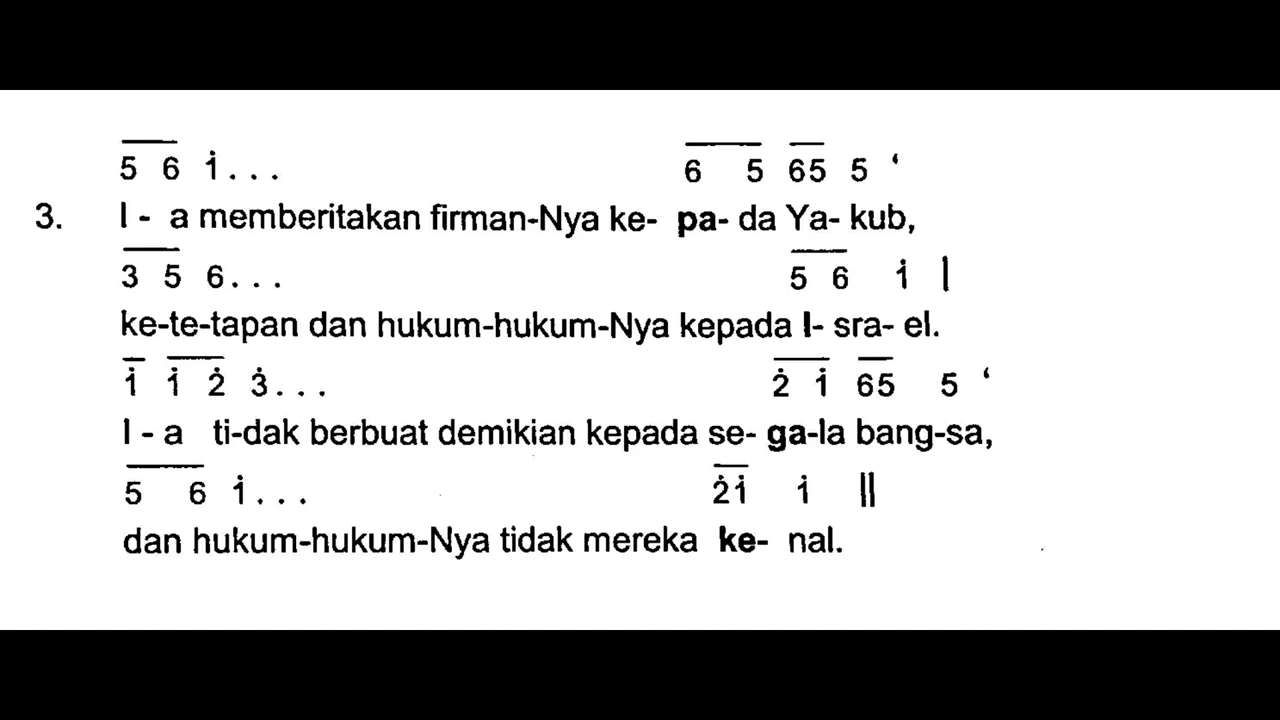 5 6 i̇...   6 5 65 5 ‘
3. I - a memberitakan firman-Nya ke- pa- da Ya- kub,
3 5 6...   5 6 i̇ |
ke-te-tapan dan hukum-hukum-Nya kepada I- sra- el.
1̇ 1̇ 2̇ 3̇...   2̇ 1̇ 65 5 ‘
I - a ti-dak berbuat demikian kepada se- ga-la bang-sa,
5 6 1̇...   2̇1̇ 1̇ ||
dan hukum-hukum-Nya tidak mereka ke- nal.